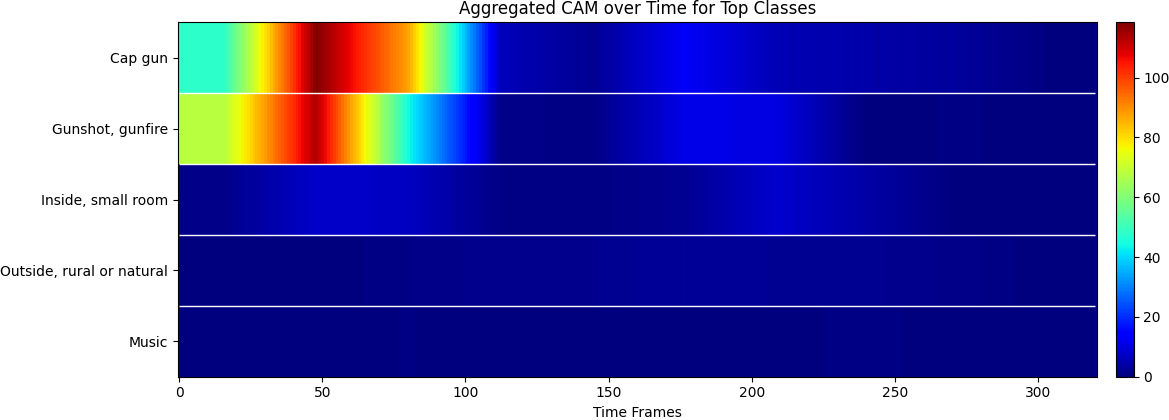 Aggregated CAM over Time for Top Classes
Cap gun
Gunshot, gunfire
Inside, small room
Outside, rural or natural
Music
0 50 100 150 200 250 300
Time Frames
100
80
60
40
20
0